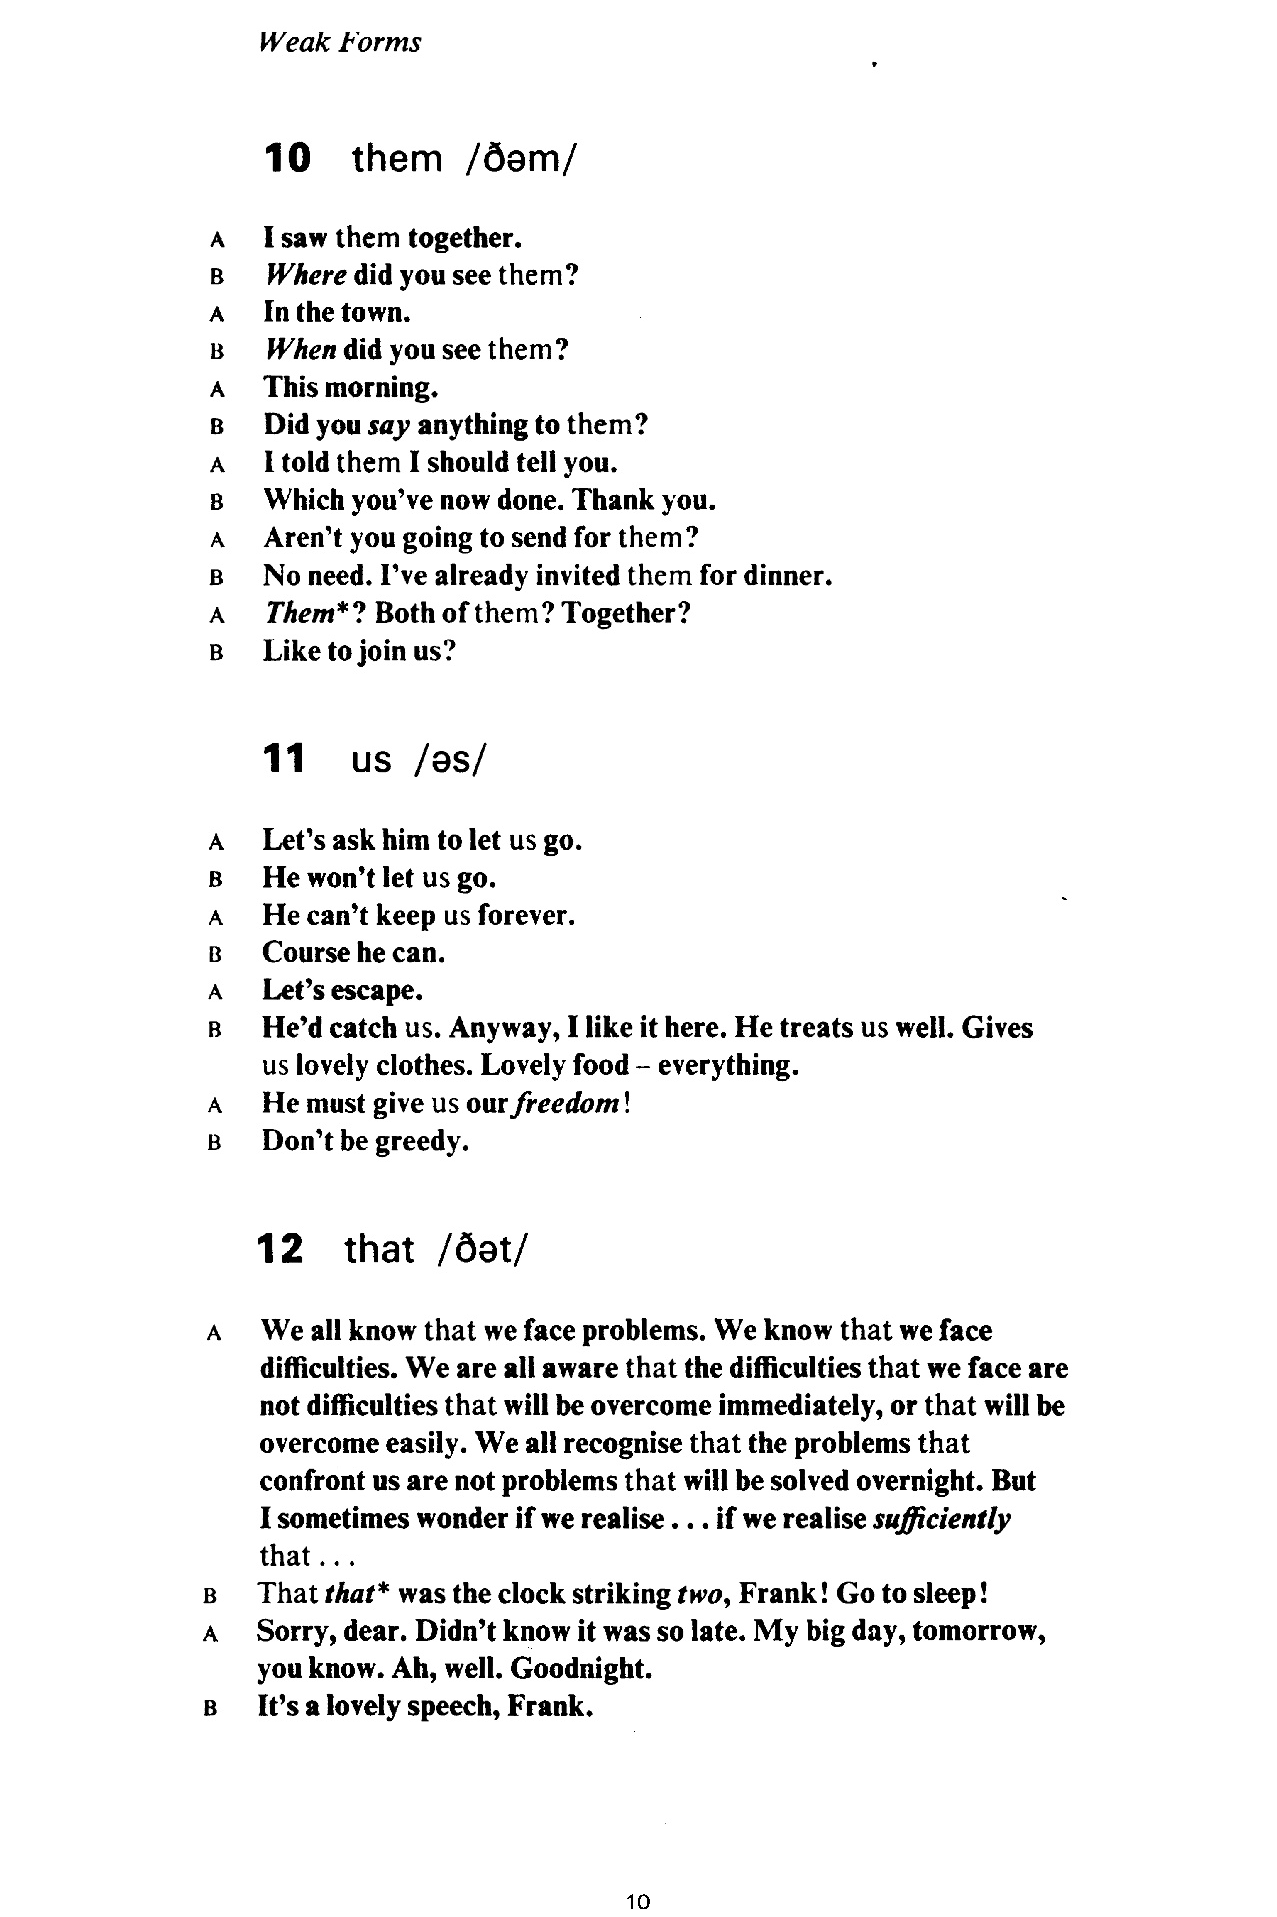 Weak Forms
10 them /ðəm/
A I saw them together.
B Where did you see them?
A In the town.
B When did you see them?
A This morning.
B Did you say anything to them?
A I told them I should tell you.
B Which you've now done. Thank you.
A Aren't you going to send for them?
B No need. I've already invited them for dinner.
A Them*? Both of them? Together?
B Like to join us?
11 us /əs/
A Let's ask him to let us go.
B He won't let us go.
A He can't keep us forever.
B Course he can.
A Let's escape.
B He'd catch us. Anyway, I like it here. He treats us well. Gives
us lovely clothes. Lovely food – everything.
A He must give us our freedom!
B Don't be greedy.
12 that /ðət/
A We all know that we face problems. We know that we face
difficulties. We are all aware that the difficulties that we face are
not difficulties that will be overcome immediately, or that will be
overcome easily. We all recognise that the problems that
confront us are not problems that will be solved overnight. But
I sometimes wonder if we realise . . . if we realise sufficiently
that . . .
B That that* was the clock striking two, Frank! Go to sleep!
A Sorry, dear. Didn't know it was so late. My big day, tomorrow,
you know. Ah, well. Goodnight.
B It's a lovely speech, Frank.
10